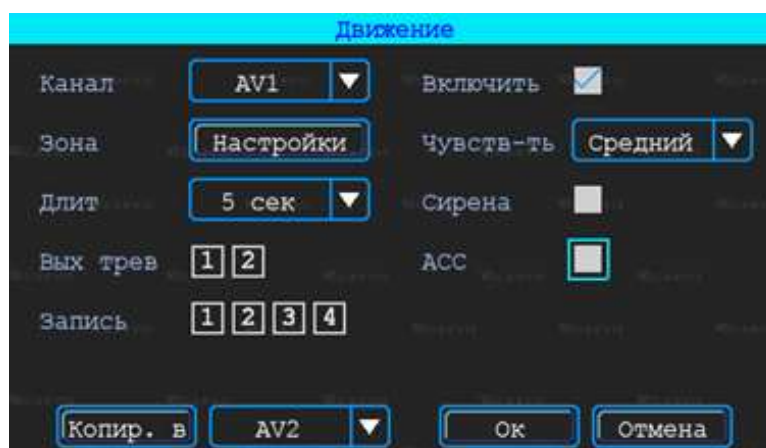 Движение
Канал AV1 Включить
Зона Настройки Чувств-ть Средний
Длит 5 сек Сирена
Вых трев 1 2 ACC
Запись 1 2 3 4
Копир. в AV2 Ок Отмена